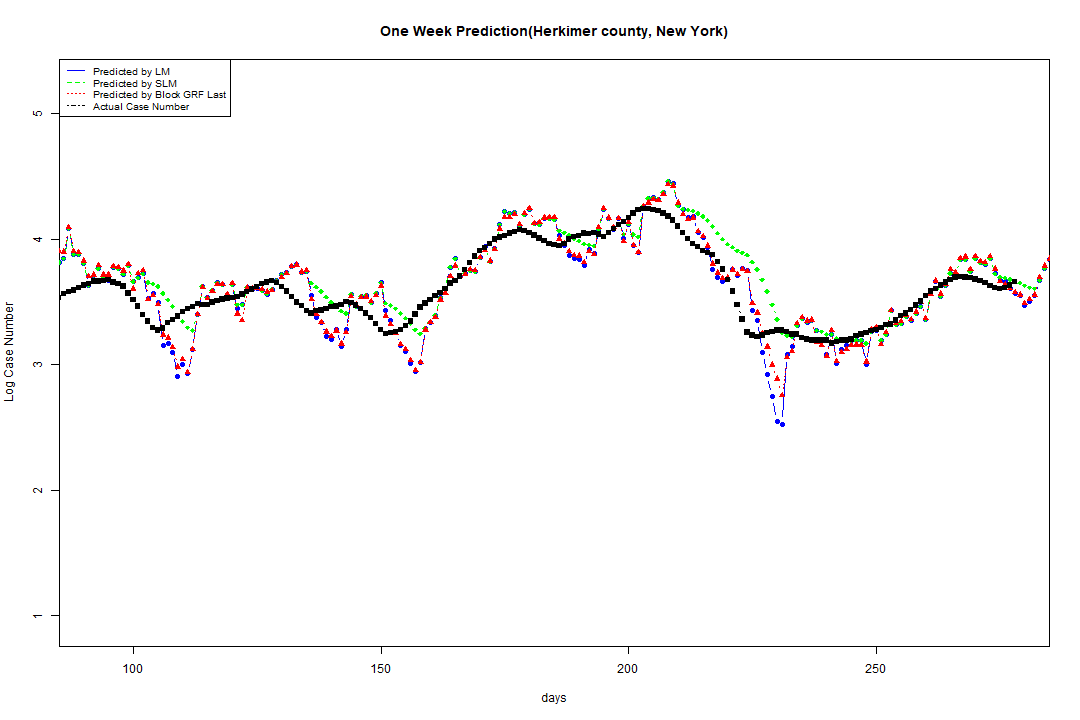 One Week Prediction(Herkimer county, New York)
Predicted by LM
Predicted by SLM
Predicted by Block GRF Last
Actual Case Number
5
4
3
2
1
Log Case Number
100 150 200 250
days